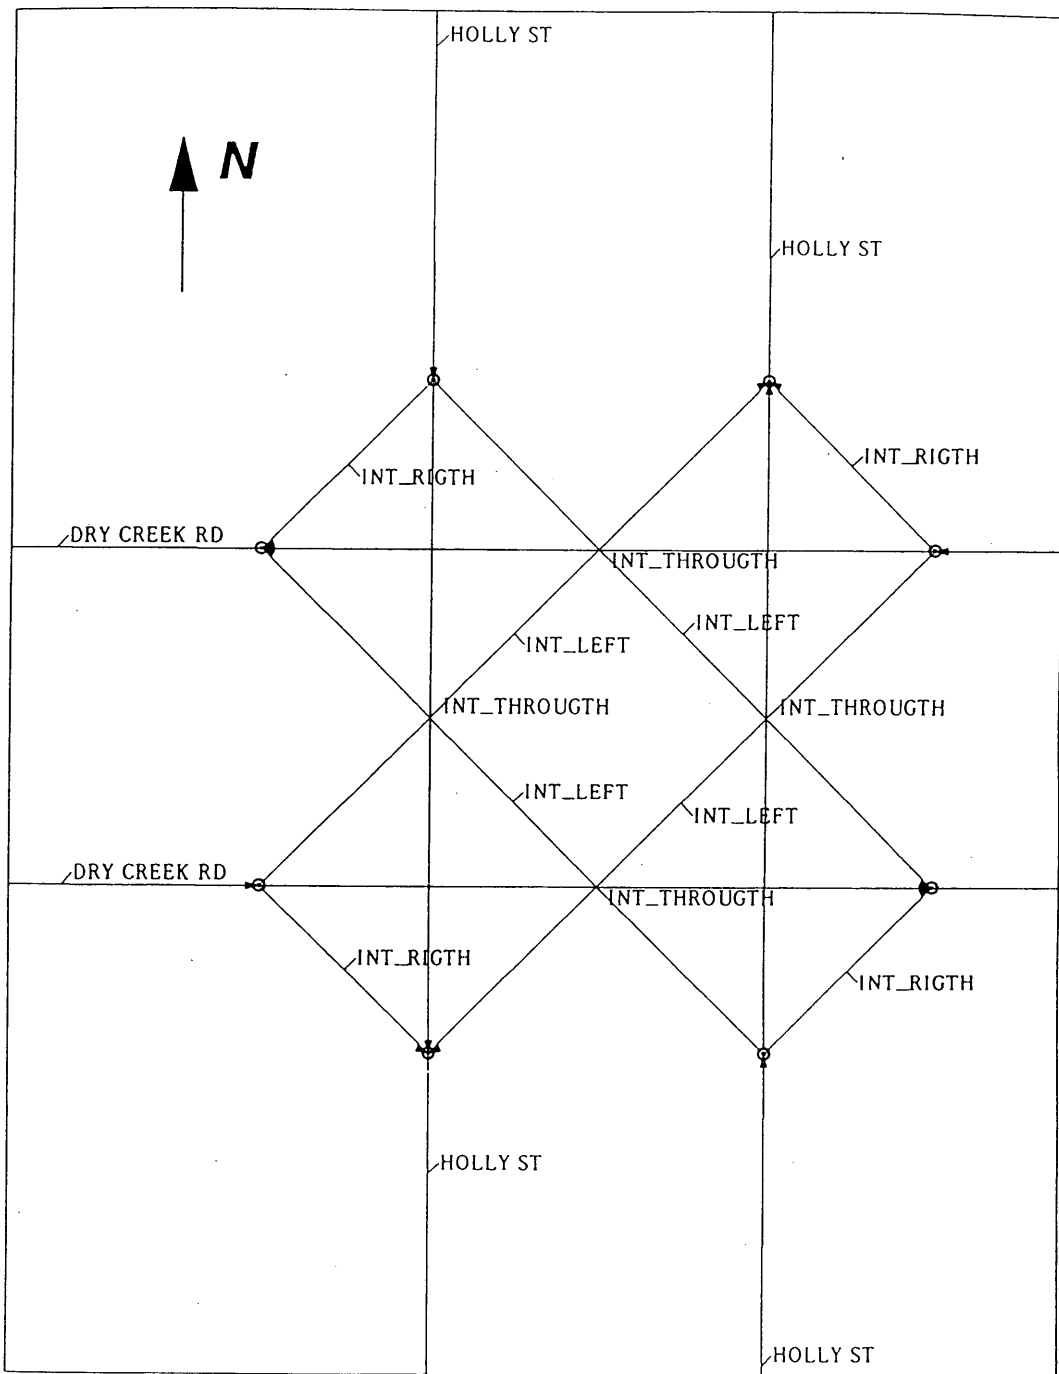 HOLLY ST
N
HOLLY ST
INT_RIGTH
INT_RIGTH
DRY CREEK RD
INT_THROUGTH
INT_LEFT
INT_LEFT
INT_THROUGTH
INT_THROUGTH
INT_LEFT
INT_LEFT
DRY CREEK RD
INT_THROUGTH
INT_RIGTH
INT_RIGTH
HOLLY ST
HOLLY ST